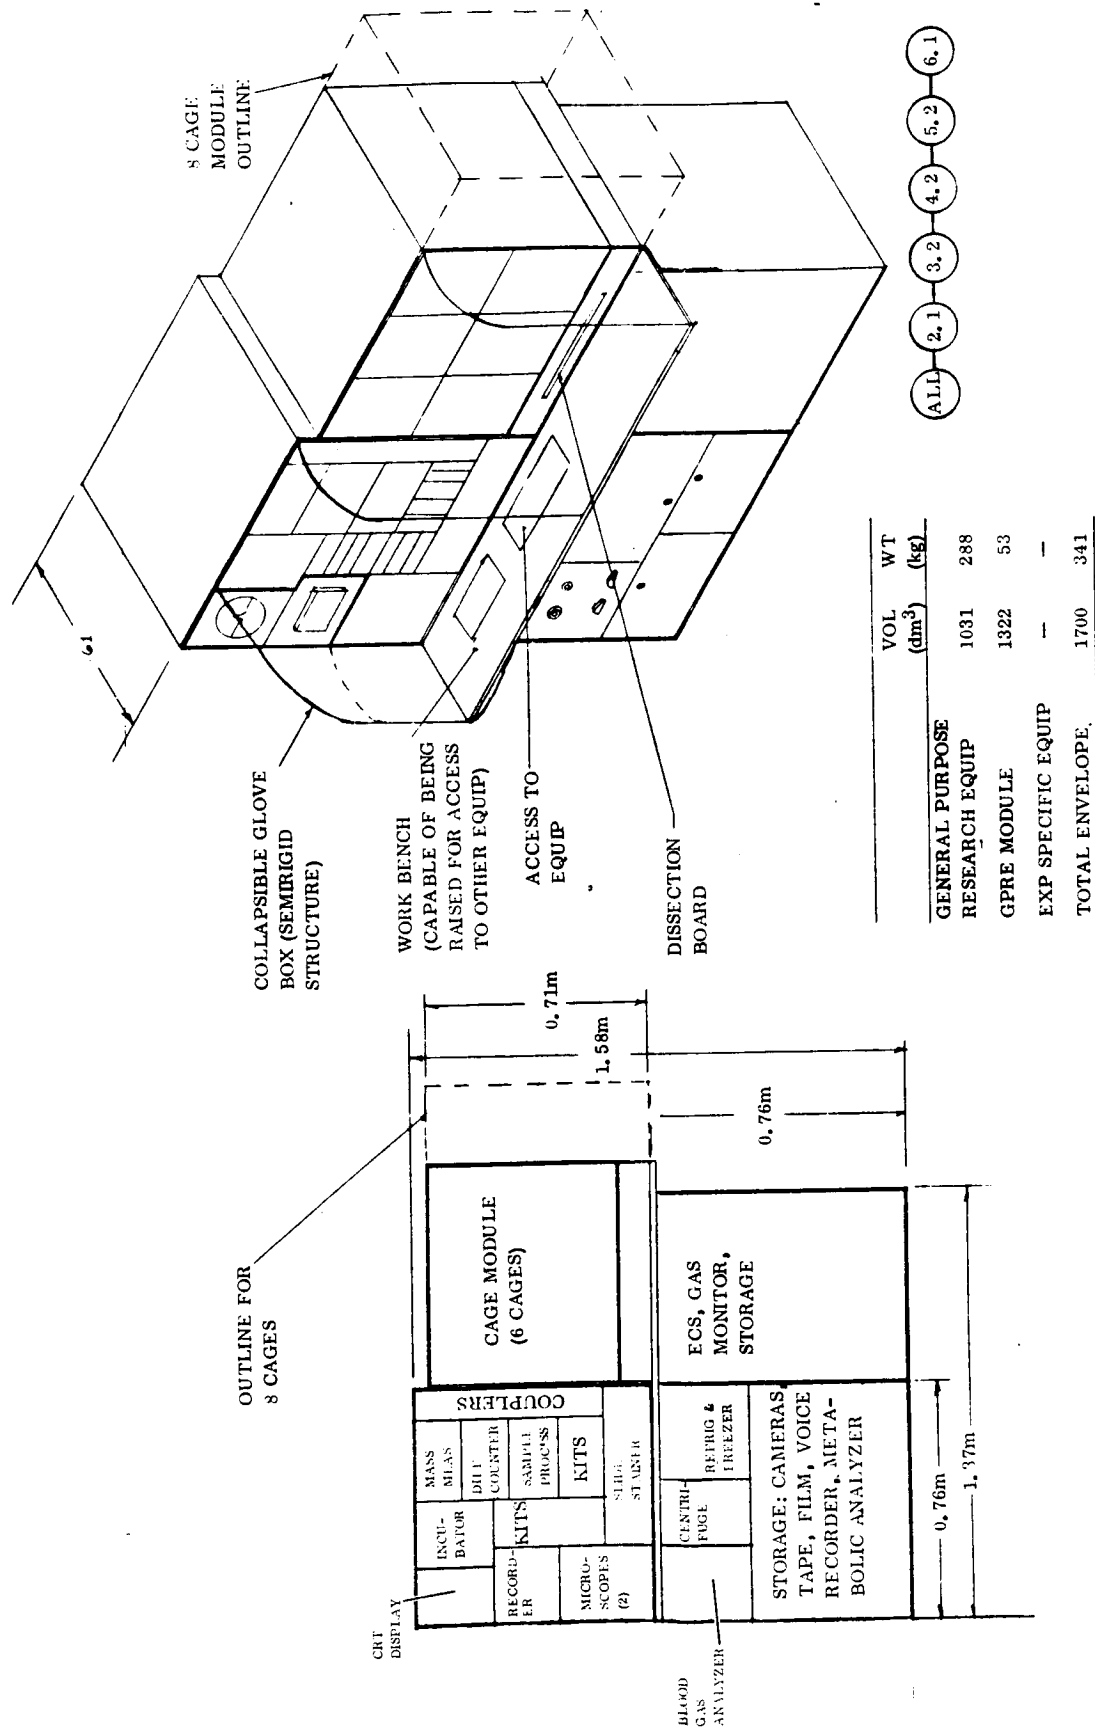 OUTLINE FOR
8 CAGES
CRT
DISPLAY
INCU-
BATOR
MASS
MEAS
DIFF
COUNTER
SAMPLE
PROC'SS
KITS
COUPLERS
RECORD-
ER
KITS
MICRO-
SCOPES
(2)
SLIDE
STAINER
CAGE MODULE
(6 CAGES)
0.71m
1.58m
0.76m
BLOOD
GAS
ANALYZER
CENTRI-
FUGE
REFRIG &
FREEZER
ECS, GAS
MONITOR,
STORAGE
STORAGE: CAMERAS,
TAPE, FILM, VOICE
RECORDER, META-
BOLIC ANALYZER
0.76m
1.37m
8 CAGE
MODULE
OUTLINE
61
COLLAPSIBLE GLOVE
BOX (SEMIRIGID
STRUCTURE)
WORK BENCH
(CAPABLE OF BEING
RAISED FOR ACCESS
TO OTHER EQUIP)
ACCESS TO
EQUIP
DISSECTION
BOARD
VOL WT
(dm³) (kg)
GENERAL PURPOSE
RESEARCH EQUIP 1031 288
GPRE MODULE 1322 53
EXP SPECIFIC EQUIP — —
TOTAL ENVELOPE. 1700 341
ALL 2.1 3.2 4.2 5.2 6.1